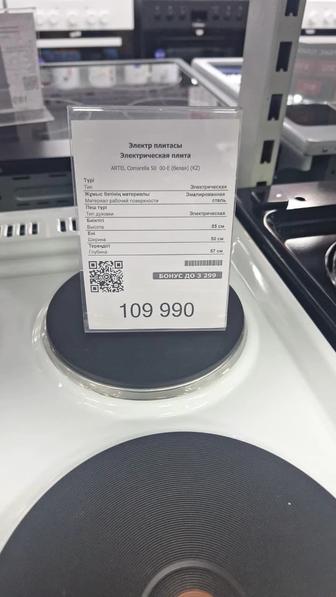 Электр плитасы
Электрическая плита
ARTEL Comarella 50 00-E (белая) (KZ)
Түрі
Тип Электрическая
Жұмыс бетінің материалы Эмалированная
Материал рабочей поверхности сталь
Пеш түрі
Тип духовки Электрическая
Биіктігі
Высота 85 см
Ені
Ширина 50 см
Тереңдігі
Глубина 57 см
БОНУС ДО 3 299
109 990